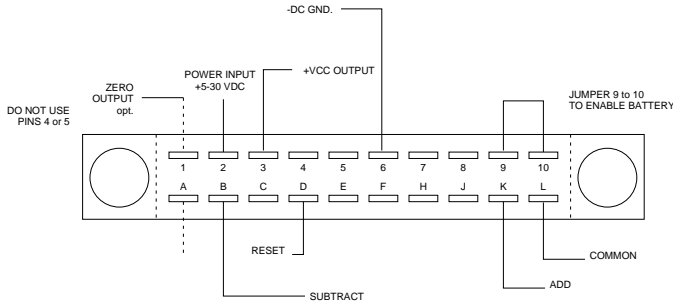 -DC GND.
+VCC OUTPUT
POWER INPUT
+5-30 VDC
ZERO
OUTPUT
opt.
DO NOT USE
PINS 4 or 5
JUMPER 9 to 10
TO ENABLE BATTERY
1 2 3 4 5 6 7 8 9 10
A B C D E F H J K L
RESET
COMMON
ADD
SUBTRACT